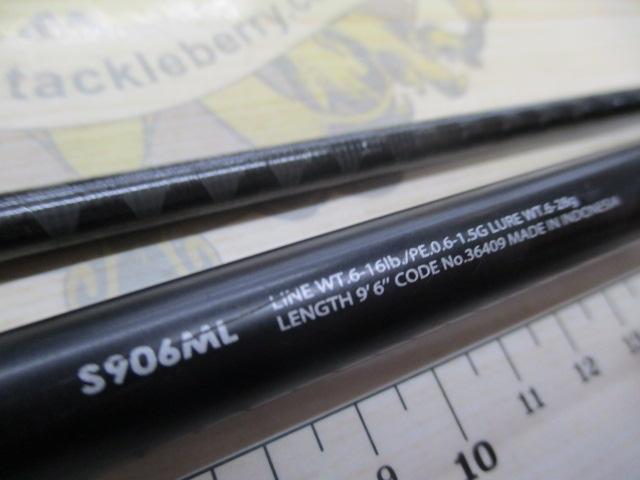 tackleberry.co
S906ML
LINE WT.6-16lb./PE.0.6-1.5G LURE WT.6-28g
LENGTH 9' 6" CODE No.36409 MADE IN INDONESIA
9 10 11 12 13